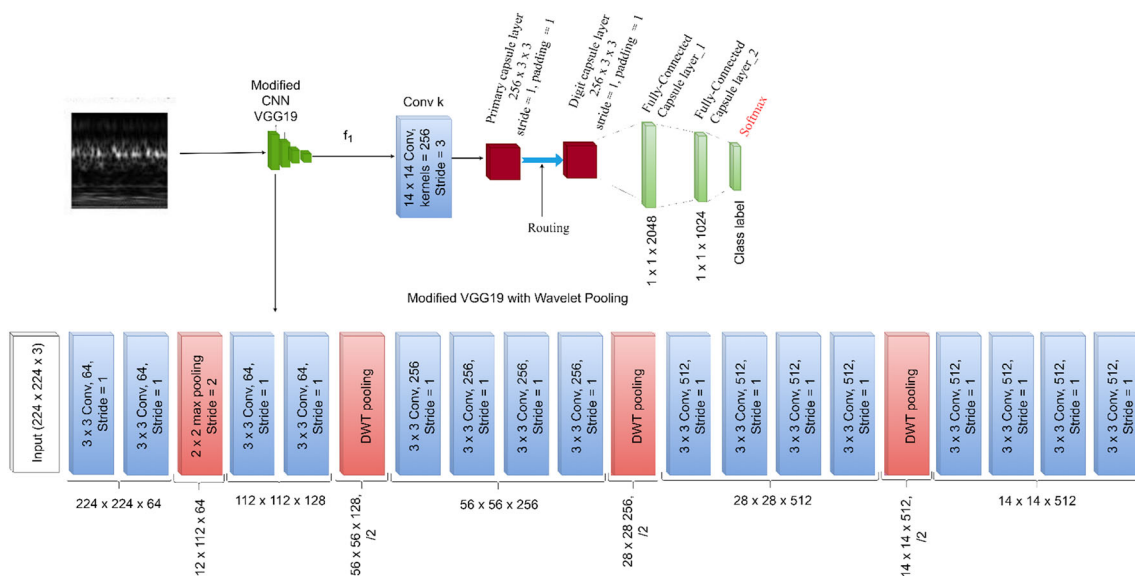 Modified
CNN
VGG19
f1
Conv k
14 x 14 Conv,
kernels = 256
Stride = 3
Primary capsule layer
256 x 3 x 3
stride = 1, padding = 1
Routing
Digit capsule layer
256 x 3 x 3
stride = 1, padding = 1
Fully-Connected
Capsule layer_1
Fully-Connected
Capsule layer_2
Softmax
1 x 1 x 2048
1 x 1 x 1024
Class label
Modified VGG19 with Wavelet Pooling
Input (224 x 224 x 3)
3 x 3 Conv, 64,
Stride = 1
3 x 3 Conv, 64,
Stride = 1
2 x 2 max pooling
Stride = 2
3 x 3 Conv, 64,
Stride = 1
3 x 3 Conv, 64,
Stride = 1
DWT pooling
3 x 3 Conv, 256
Stride = 1
3 x 3 Conv, 256,
Stride = 1
3 x 3 Conv, 256,
Stride = 1
3 x 3 Conv, 256,
Stride = 1
DWT pooling
3 x 3 Conv, 512,
Stride = 1
3 x 3 Conv, 512,
Stride = 1
3 x 3 Conv, 512,
Stride = 1
3 x 3 Conv, 512,
Stride = 1
DWT pooling
3 x 3 Conv, 512,
Stride = 1
3 x 3 Conv, 512,
Stride = 1
3 x 3 Conv, 512,
Stride = 1
3 x 3 Conv, 512,
Stride = 1
224 x 224 x 64
12 x 112 x 64
112 x 112 x 128
56 x 56 x 128,
/2
56 x 56 x 256
28 x 28 256,
/2
28 x 28 x 512
14 x 14 x 512,
/2
14 x 14 x 512